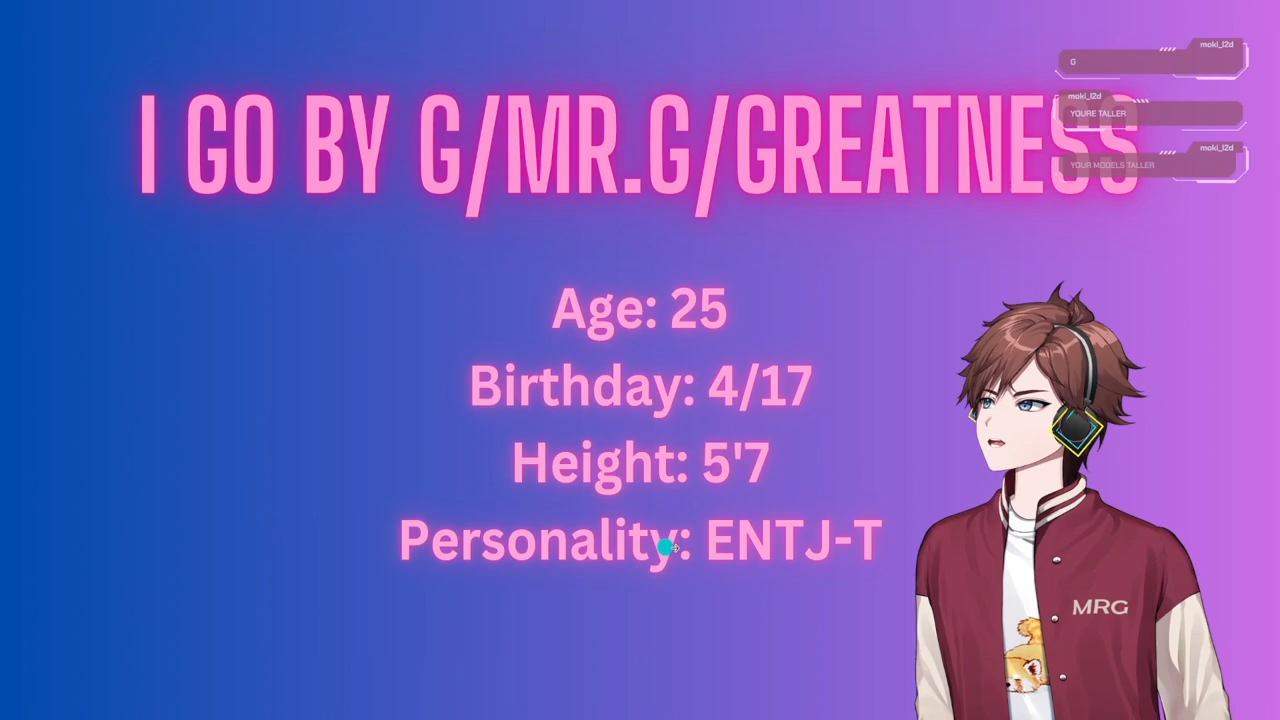 I GO BY G/MR.G/GREATNESS
moki_l2d
G
moki_l2d
YOURE TALLER
moki_l2d
YOUR MODELS TALLER
Age: 25
Birthday: 4/17
Height: 5'7
Personality: ENTJ-T
MRG